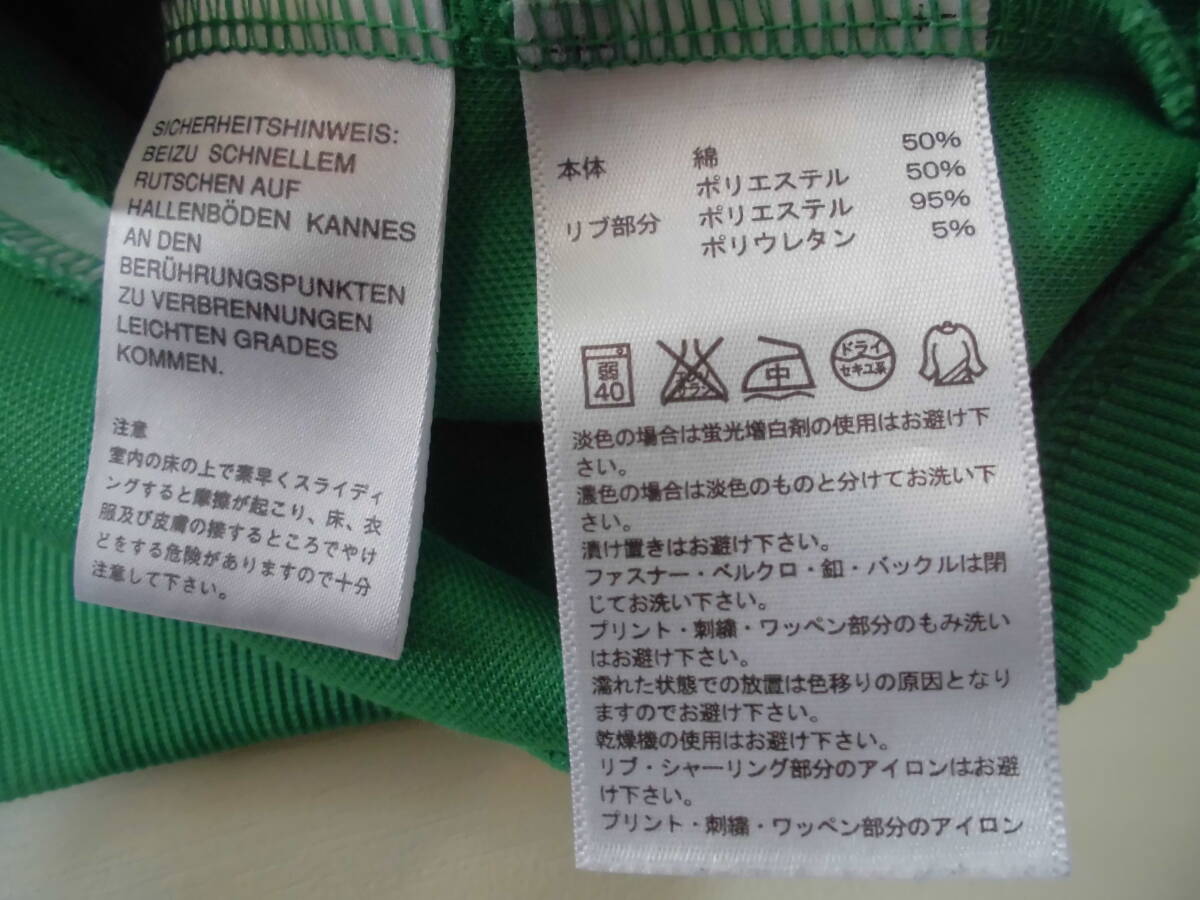 SICHERHEITSHINWEIS:
BEIZU SCHNELLEM
RUTSCHEN AUF
HALLENBÖDEN KANNES
AN DEN
BERÜHRUNGSPUNKTEN
ZU VERBRENNUNGEN
LEICHTEN GRADES
KOMMEN.
注意
室内の床の上で素早くスライディ
ングすると摩擦が起こり、床、衣
服及び皮膚の接するところでやけ
どをする危険がありますので十分
注意して下さい。
本体 綿 50%
ポリエステル 50%
リブ部分 ポリエステル 95%
ポリウレタン 5%
弱
40
中
ドライ
セキユ系
淡色の場合は蛍光増白剤の使用はお避け下
さい。
濃色の場合は淡色のものと分けてお洗い下
さい。
漬け置きはお避け下さい。
ファスナー・ベルクロ・釦・バックルは閉
じてお洗い下さい。
プリント・刺繍・ワッペン部分のもみ洗い
はお避け下さい。
濡れた状態での放置は色移りの原因となり
ますのでお避け下さい。
乾燥機の使用はお避け下さい。
リブ・シャーリング部分のアイロンはお避
け下さい。
プリント・刺繍・ワッペン部分のアイロン